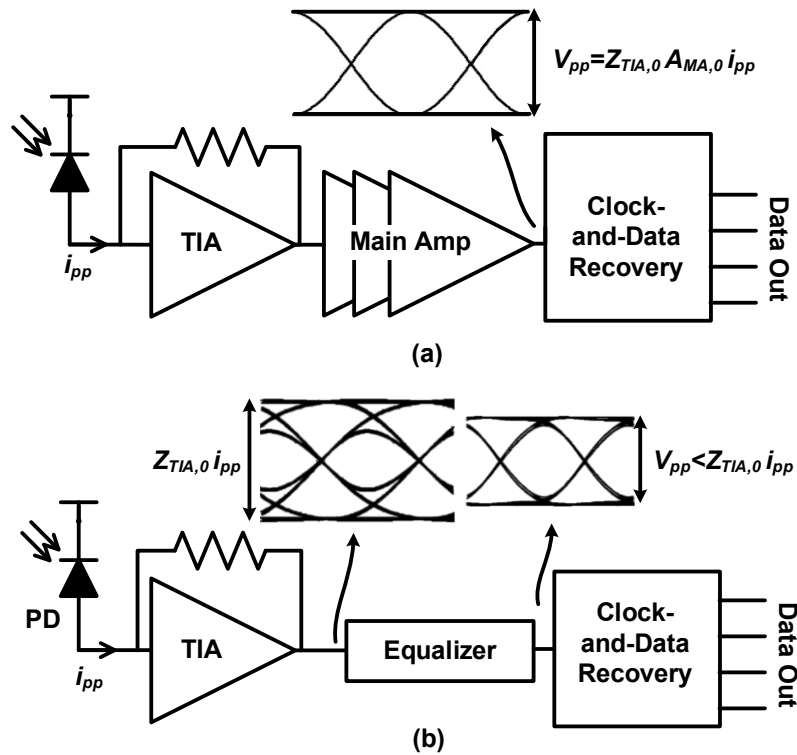 V_pp=Z_TIA,0 A_MA,0 i_pp
TIA
Main Amp
Clock-
and-Data
Recovery
Data Out
i_pp
(a)
Z_TIA,0 i_pp
V_pp<Z_TIA,0 i_pp
PD
TIA
Equalizer
Clock-
and-Data
Recovery
Data Out
i_pp
(b)